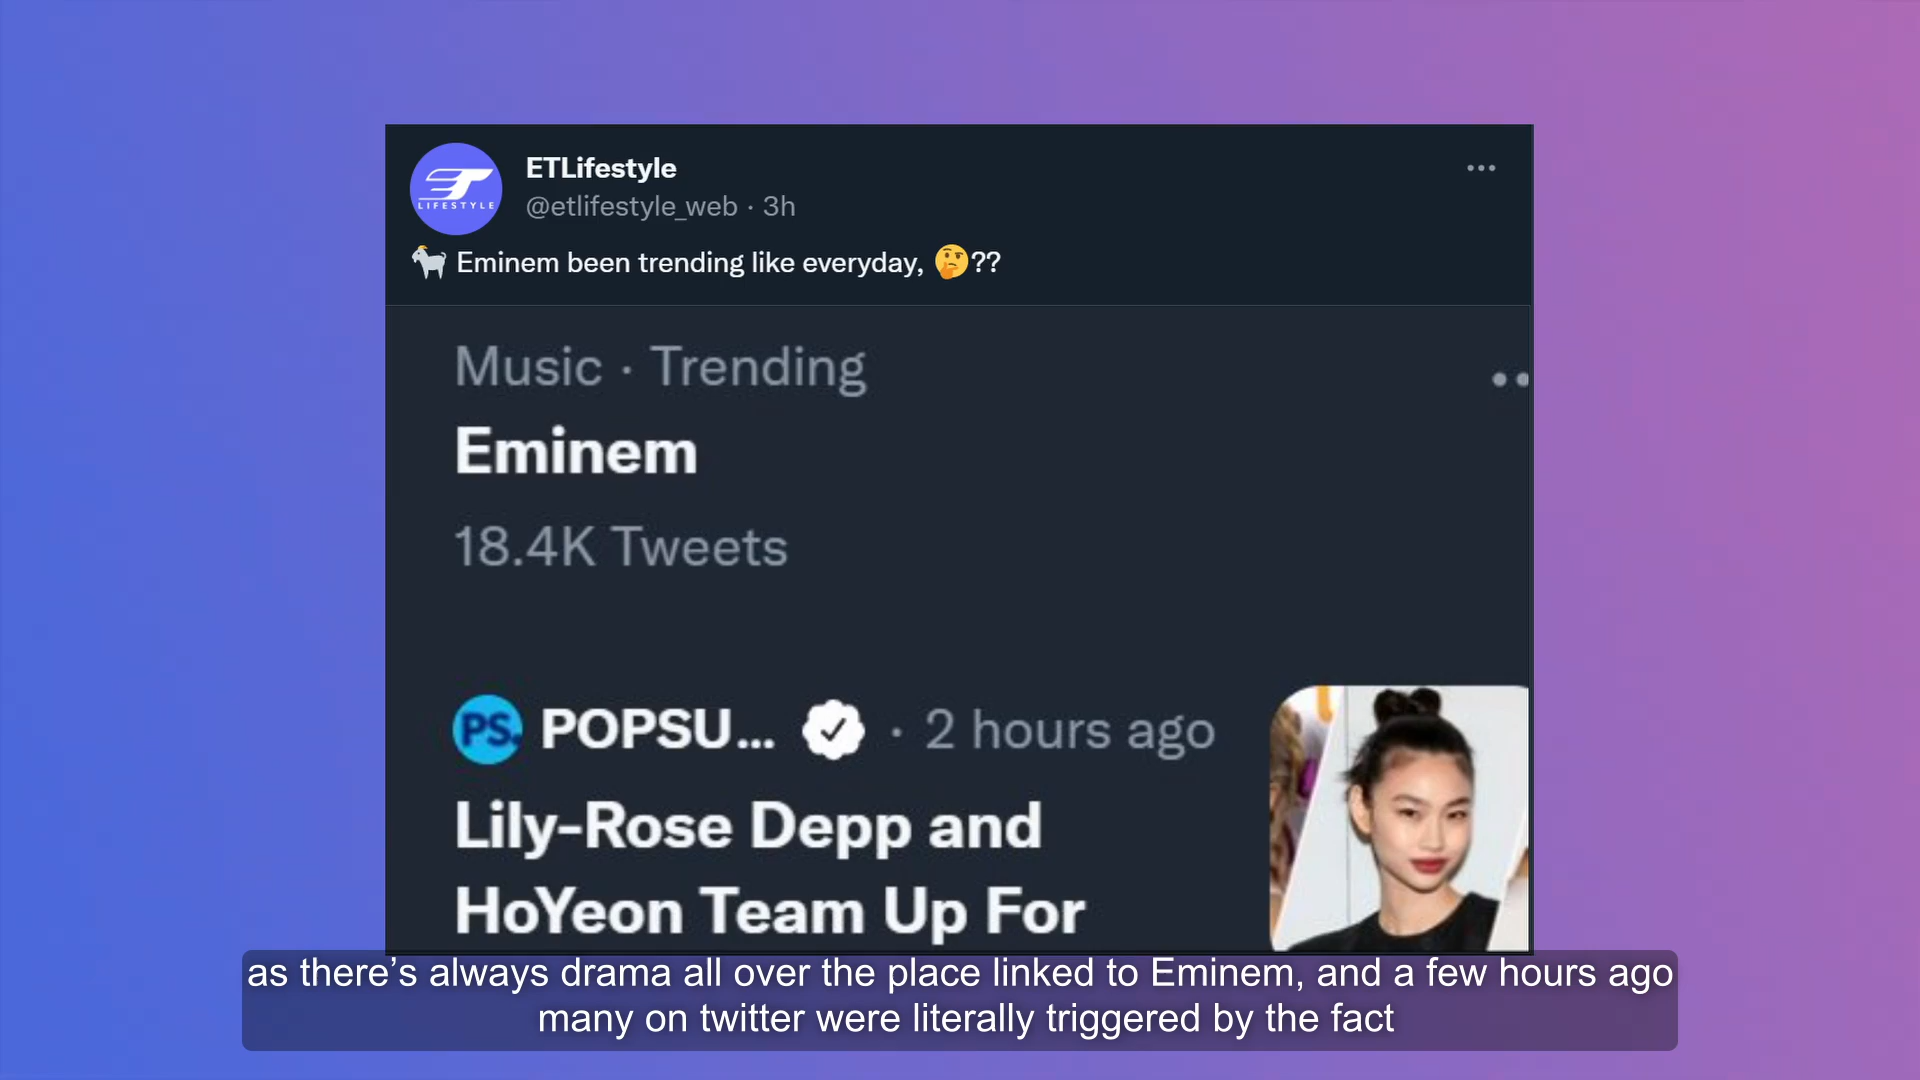 ETLifestyle
@etlifestyle_web · 3h
LIFESTYLE
🐐 Eminem been trending like everyday, 🤔??
Music · Trending
Eminem
18.4K Tweets
PS. POPSU... · 2 hours ago
Lily-Rose Depp and
HoYeon Team Up For
as there’s always drama all over the place linked to Eminem, and a few hours ago
many on twitter were literally triggered by the fact